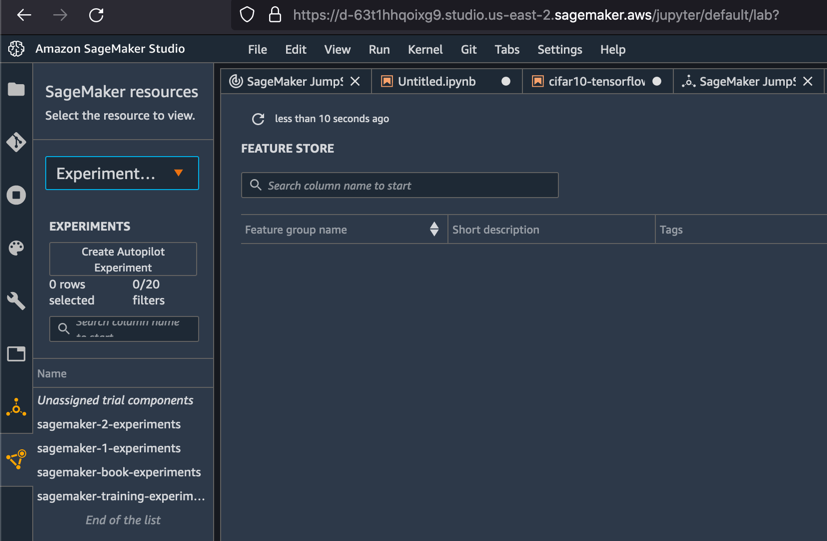 https://d-63t1hhqoixg9.studio.us-east-2.sagemaker.aws/jupyter/default/lab?
Amazon SageMaker Studio
File Edit View Run Kernel Git Tabs Settings Help
SageMaker resources
Select the resource to view.
Experiment...
EXPERIMENTS
Create Autopilot
Experiment
0 rows
selected
0/20
filters
Search column name
to start
Name
Unassigned trial components
sagemaker-2-experiments
sagemaker-1-experiments
sagemaker-book-experiments
sagemaker-training-experim...
End of the list
SageMaker JumpS Untitled.ipynb cifar10-tensorflow SageMaker JumpS
less than 10 seconds ago
FEATURE STORE
Search column name to start
Feature group name Short description Tags